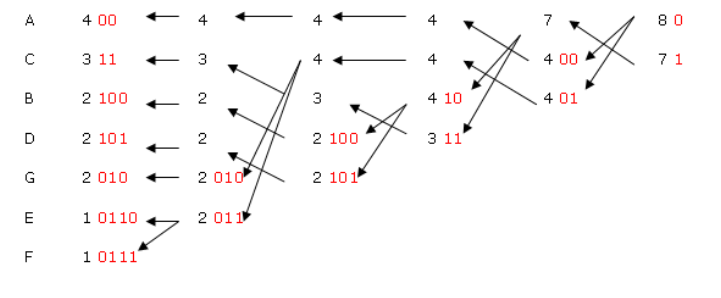 A 4 00 4 4 4 7 8 0
C 3 11 3 4 4 4 00 7 1
B 2 100 2 3 4 10 4 01
D 2 101 2 2 100 3 11
G 2 010 2 010 2 101
E 1 0110 2 011
F 1 0111